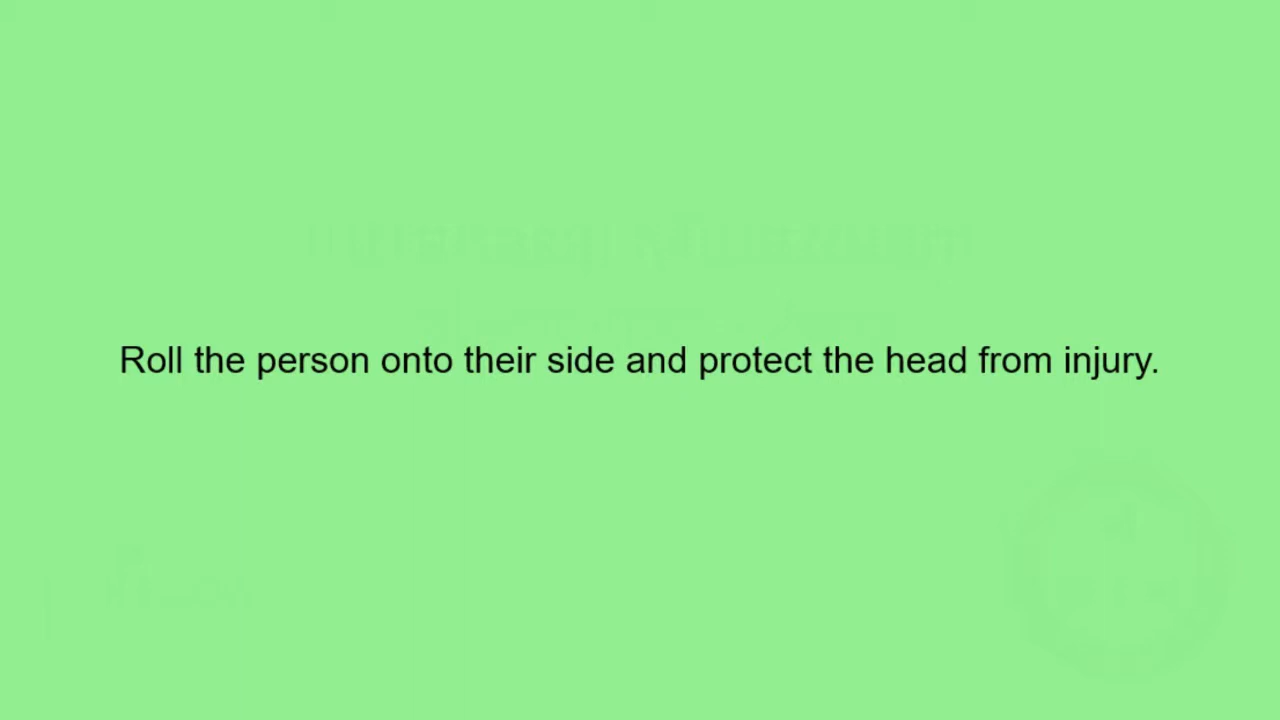 Roll the person onto their side and protect the head from injury.